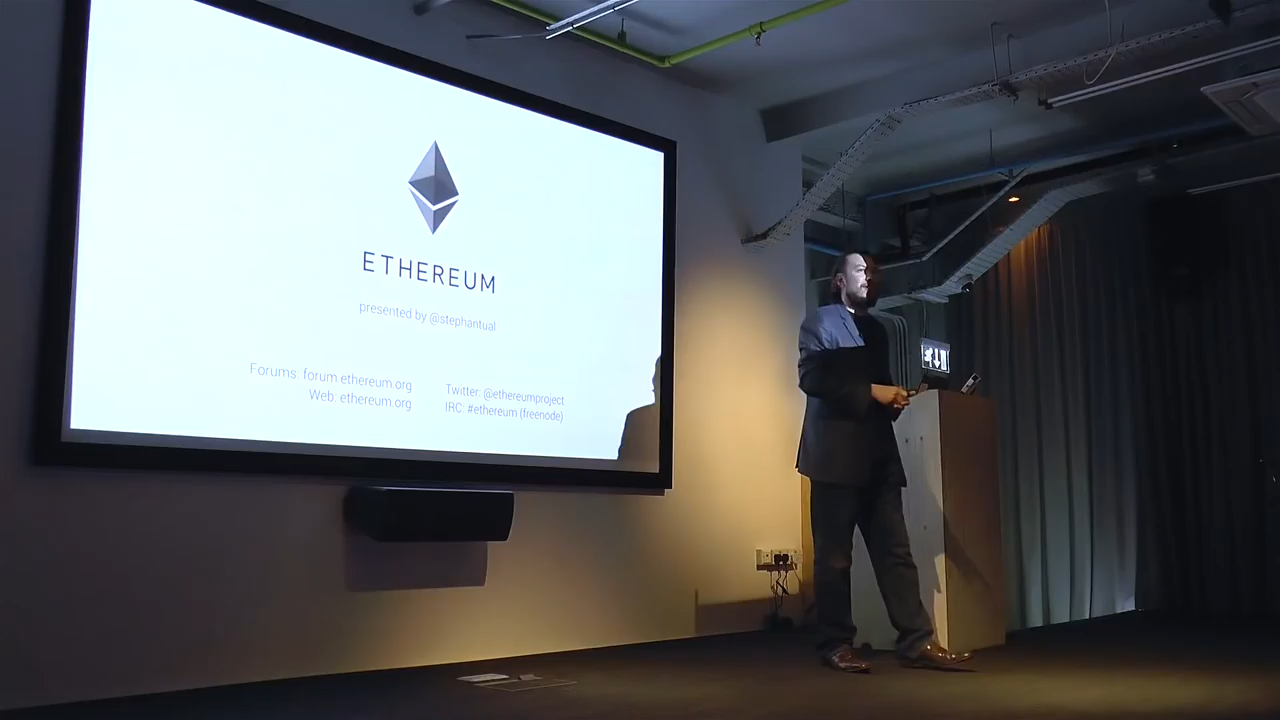 ETHEREUM
presented by @stephantual
Forums: forum.ethereum.org
Web: ethereum.org
Twitter: @ethereumproject
IRC: #ethereum (freenode)